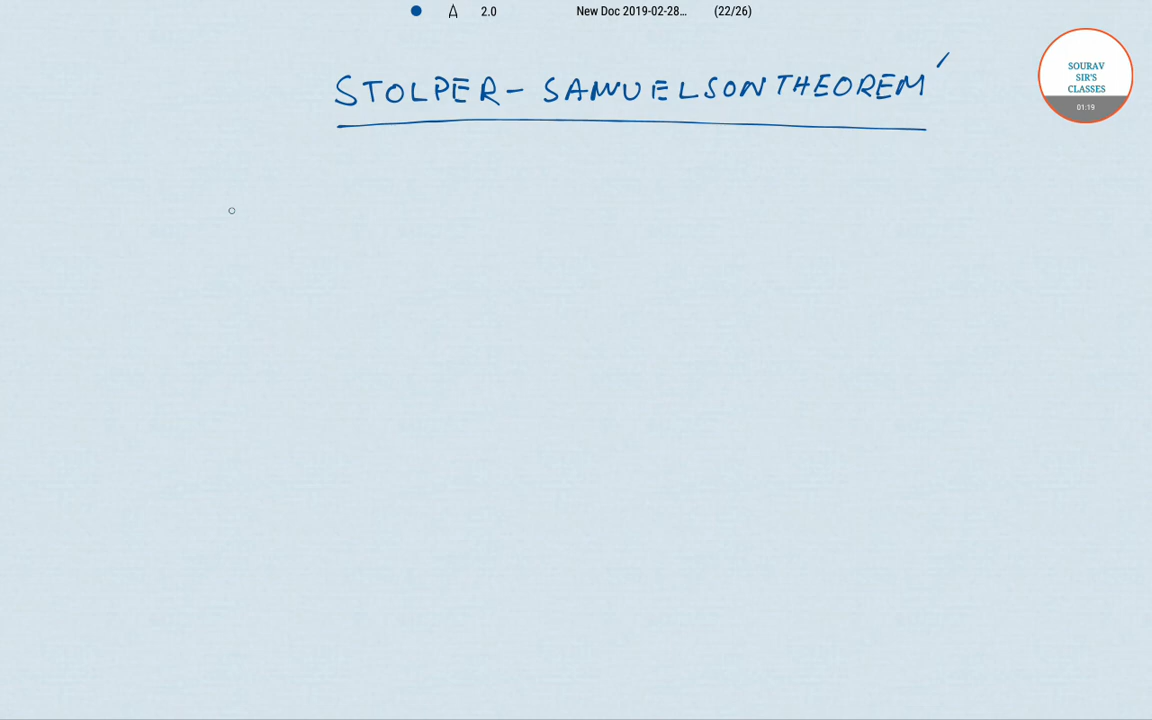 2.0 New Doc 2019-02-28... (22/26)
STOLPER- SAMUELSON THEOREM
SOURAV
SIR'S
CLASSES
01:19